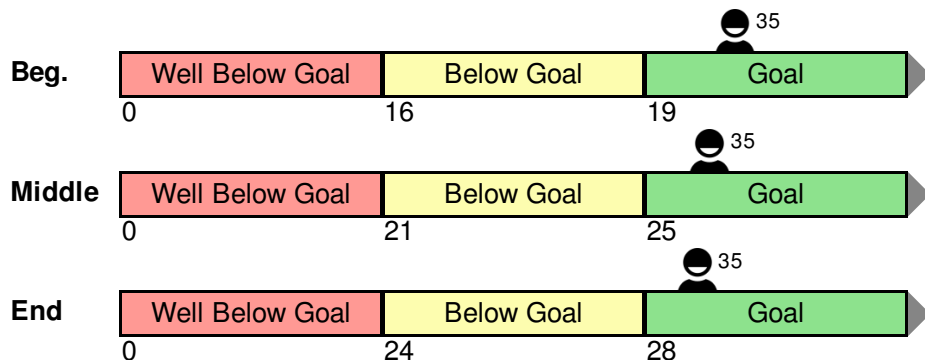 35
Beg. Well Below Goal Below Goal Goal
0 16 19
35
Middle Well Below Goal Below Goal Goal
0 21 25
35
End Well Below Goal Below Goal Goal
0 24 28